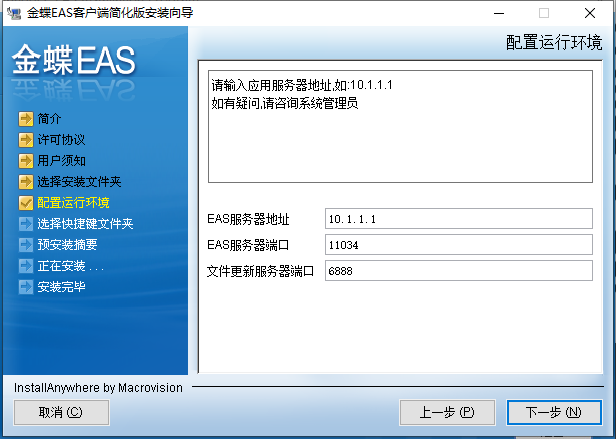 金蝶EAS客户端简化版安装向导
配置运行环境
金蝶EAS
简介
许可协议
用户须知
选择安装文件夹
配置运行环境
选择快捷键文件夹
预安装摘要
正在安装 . . .
安装完毕
请输入应用服务器地址,如:10.1.1.1
如有疑问,请咨询系统管理员
EAS服务器地址 10.1.1.1
EAS服务器端口 11034
文件更新服务器端口 6888
InstallAnywhere by Macrovision
取消(C) 上一步(P) 下一步(N)